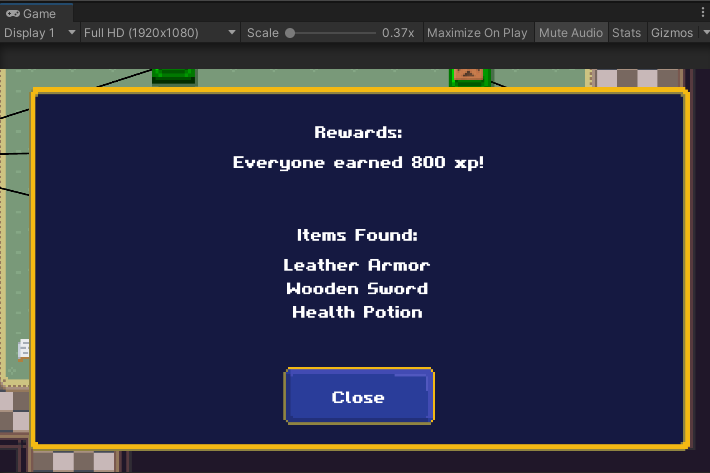 Game
Display 1 Full HD (1920x1080) Scale 0.37x Maximize On Play Mute Audio Stats Gizmos
Rewards:
Everyone earned 800 xp!
Items Found:
Leather Armor
Wooden Sword
Health Potion
Close